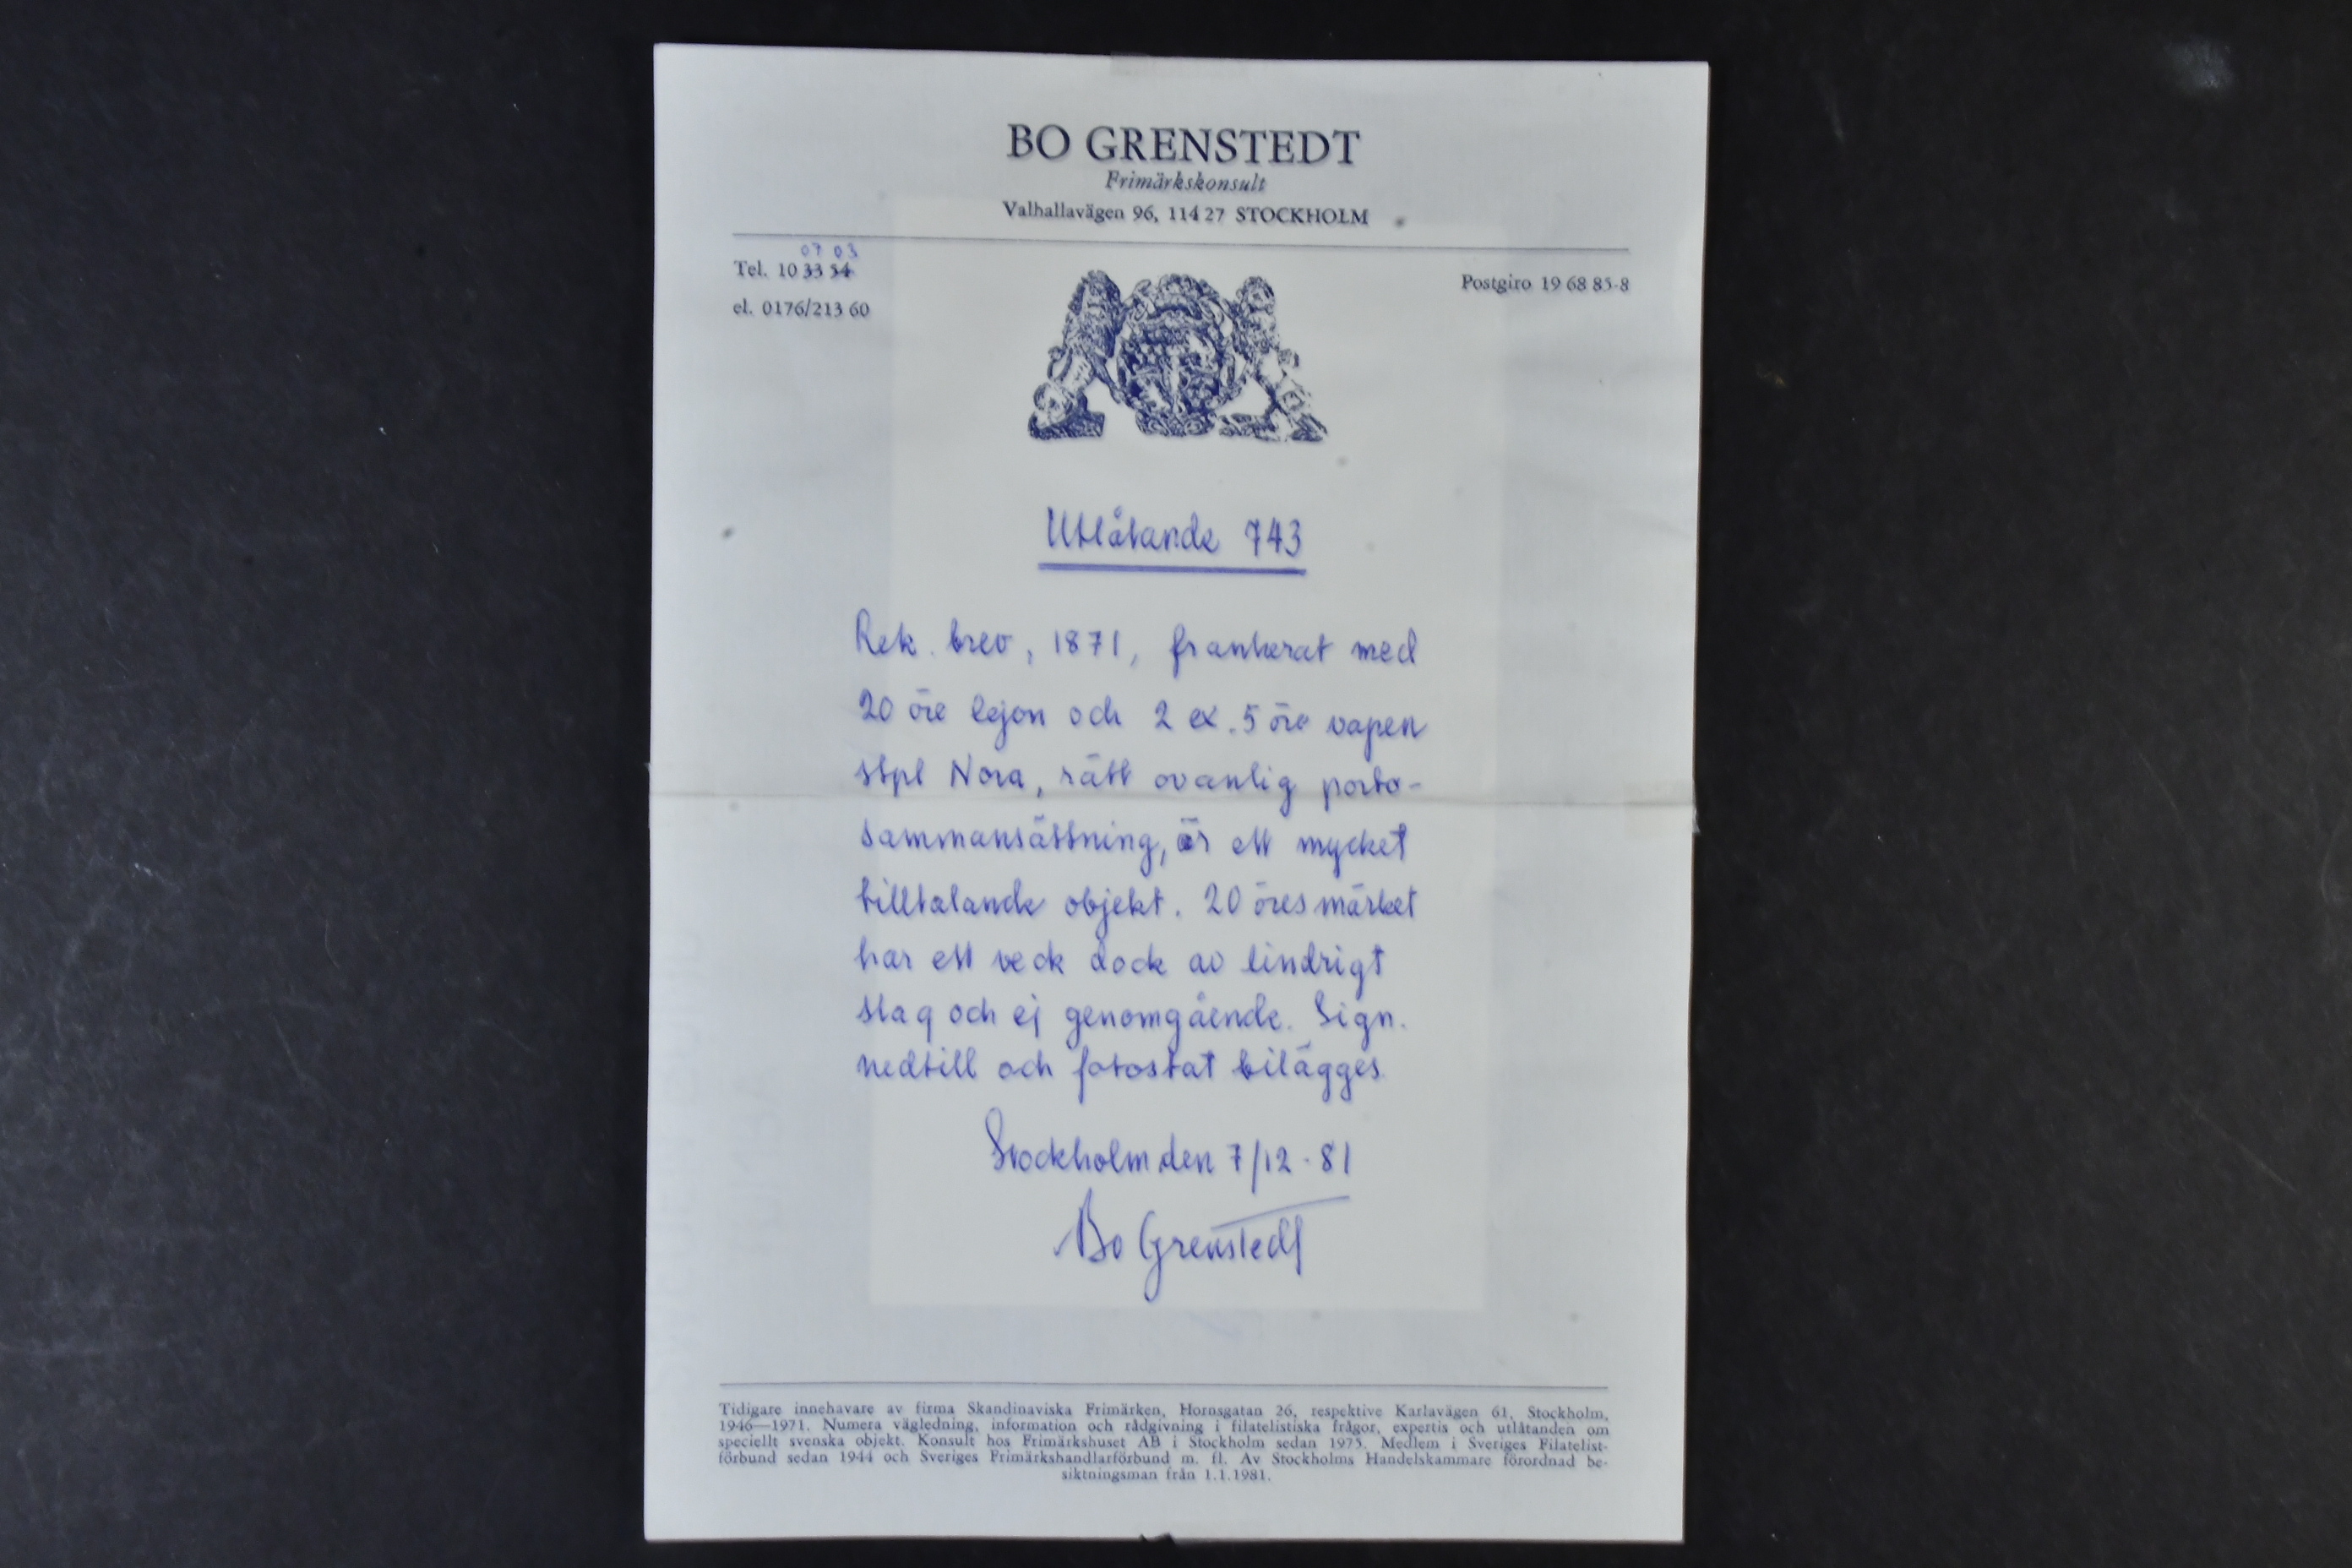 BO GRENSTEDT
Frimärkskonsult
Valhallavägen 96, 114 27 STOCKHOLM
07 03
Tel. 10 33 54
el. 0176/213 60
Postgiro 19 68 85-8
Utlåtande 743
Rek. brev, 1871, frankerat med
20 öre lejon och 2 ex. 5 öre vapen
stpl Nora, rätt ovanlig porto-
sammansättning, är ett mycket
tilltalande objekt. 20 öresmärket
har ett veck dock av lindrigt
slag och ej genomgående. Sign.
nedtill och fotostat bilägges.
Stockholm den 7/12-81
Bo Grenstedt
Tidigare innehavare av firma Skandinaviska Frimärken, Hornsgatan 26, respektive Karlavägen 61, Stockholm,
1946—1971. Numera vägledning, information och rådgivning i filatelistiska frågor, expertis och utlåtanden om
speciellt svenska objekt. Konsult hos Frimärkshuset AB i Stockholm sedan 1975. Medlem i Sveriges Filatelist-
förbund sedan 1944 och Sveriges Frimärkshandlarförbund m. fl. Av Stockholms Handelskammare förordnad be-
siktningsman från 1.1.1981.